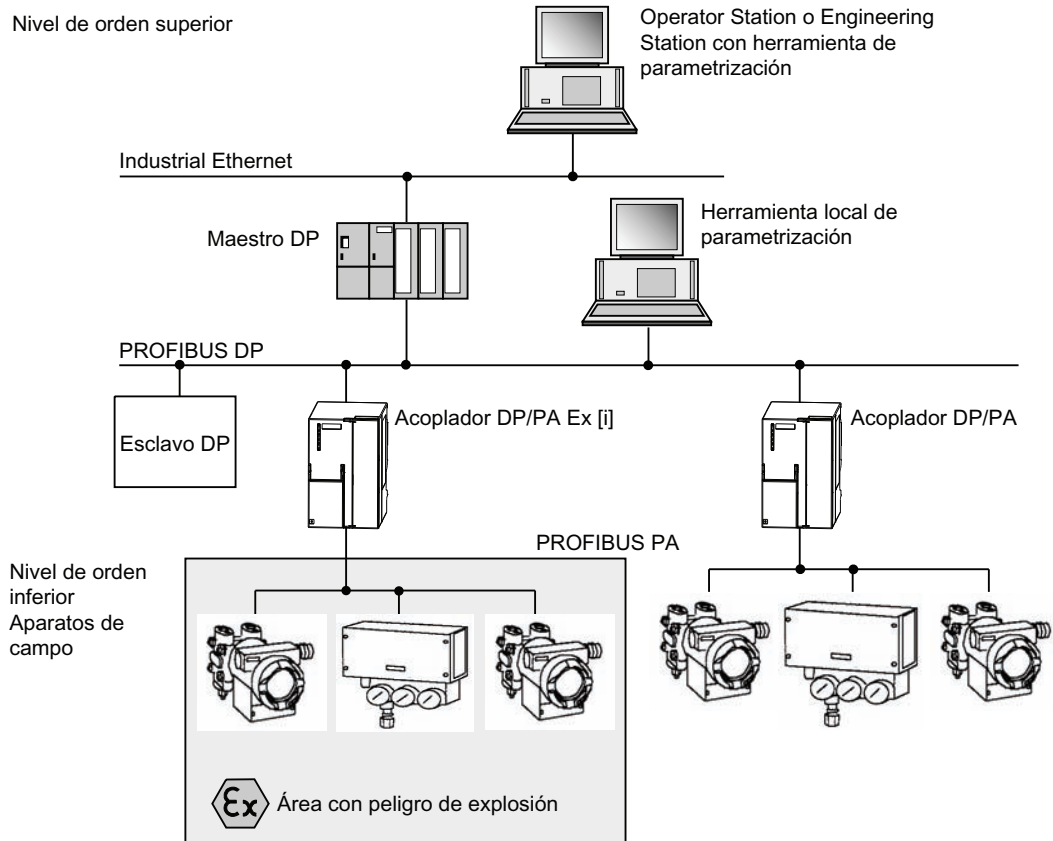 Nivel de orden superior
Operator Station o Engineering
Station con herramienta de
parametrización
Industrial Ethernet
Maestro DP
Herramienta local de
parametrización
PROFIBUS DP
Esclavo DP
Acoplador DP/PA Ex [i]
Acoplador DP/PA
PROFIBUS PA
Nivel de orden
inferior
Aparatos de
campo
Ex
Área con peligro de explosión